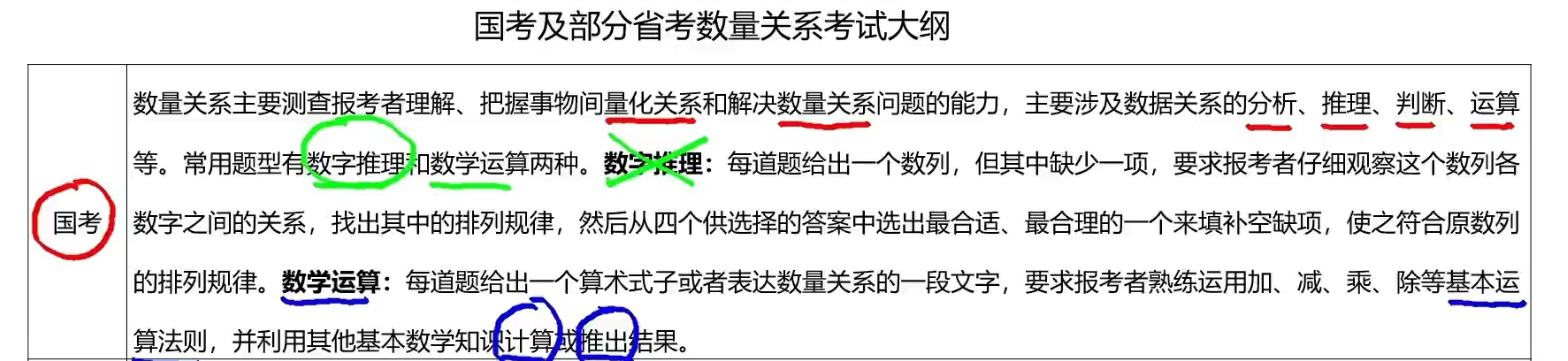 国考及部分省考数量关系考试大纲
数量关系主要测查报考者理解、把握事物间量化关系和解决数量关系问题的能力，主要涉及数据关系的分析、推理、判断、运算
等。常用题型有数字推理和数学运算两种。数字推理：每道题给出一个数列，但其中缺少一项，要求报考者仔细观察这个数列各
国考
数字之间的关系，找出其中的排列规律，然后从四个供选择的答案中选出最合适、最合理的一个来填补空缺项，使之符合原数列
的排列规律。数学运算：每道题给出一个算术式子或者表达数量关系的一段文字，要求报考者熟练运用加、减、乘、除等基本运
算法则，并利用其他基本数学知识计算或推出结果。